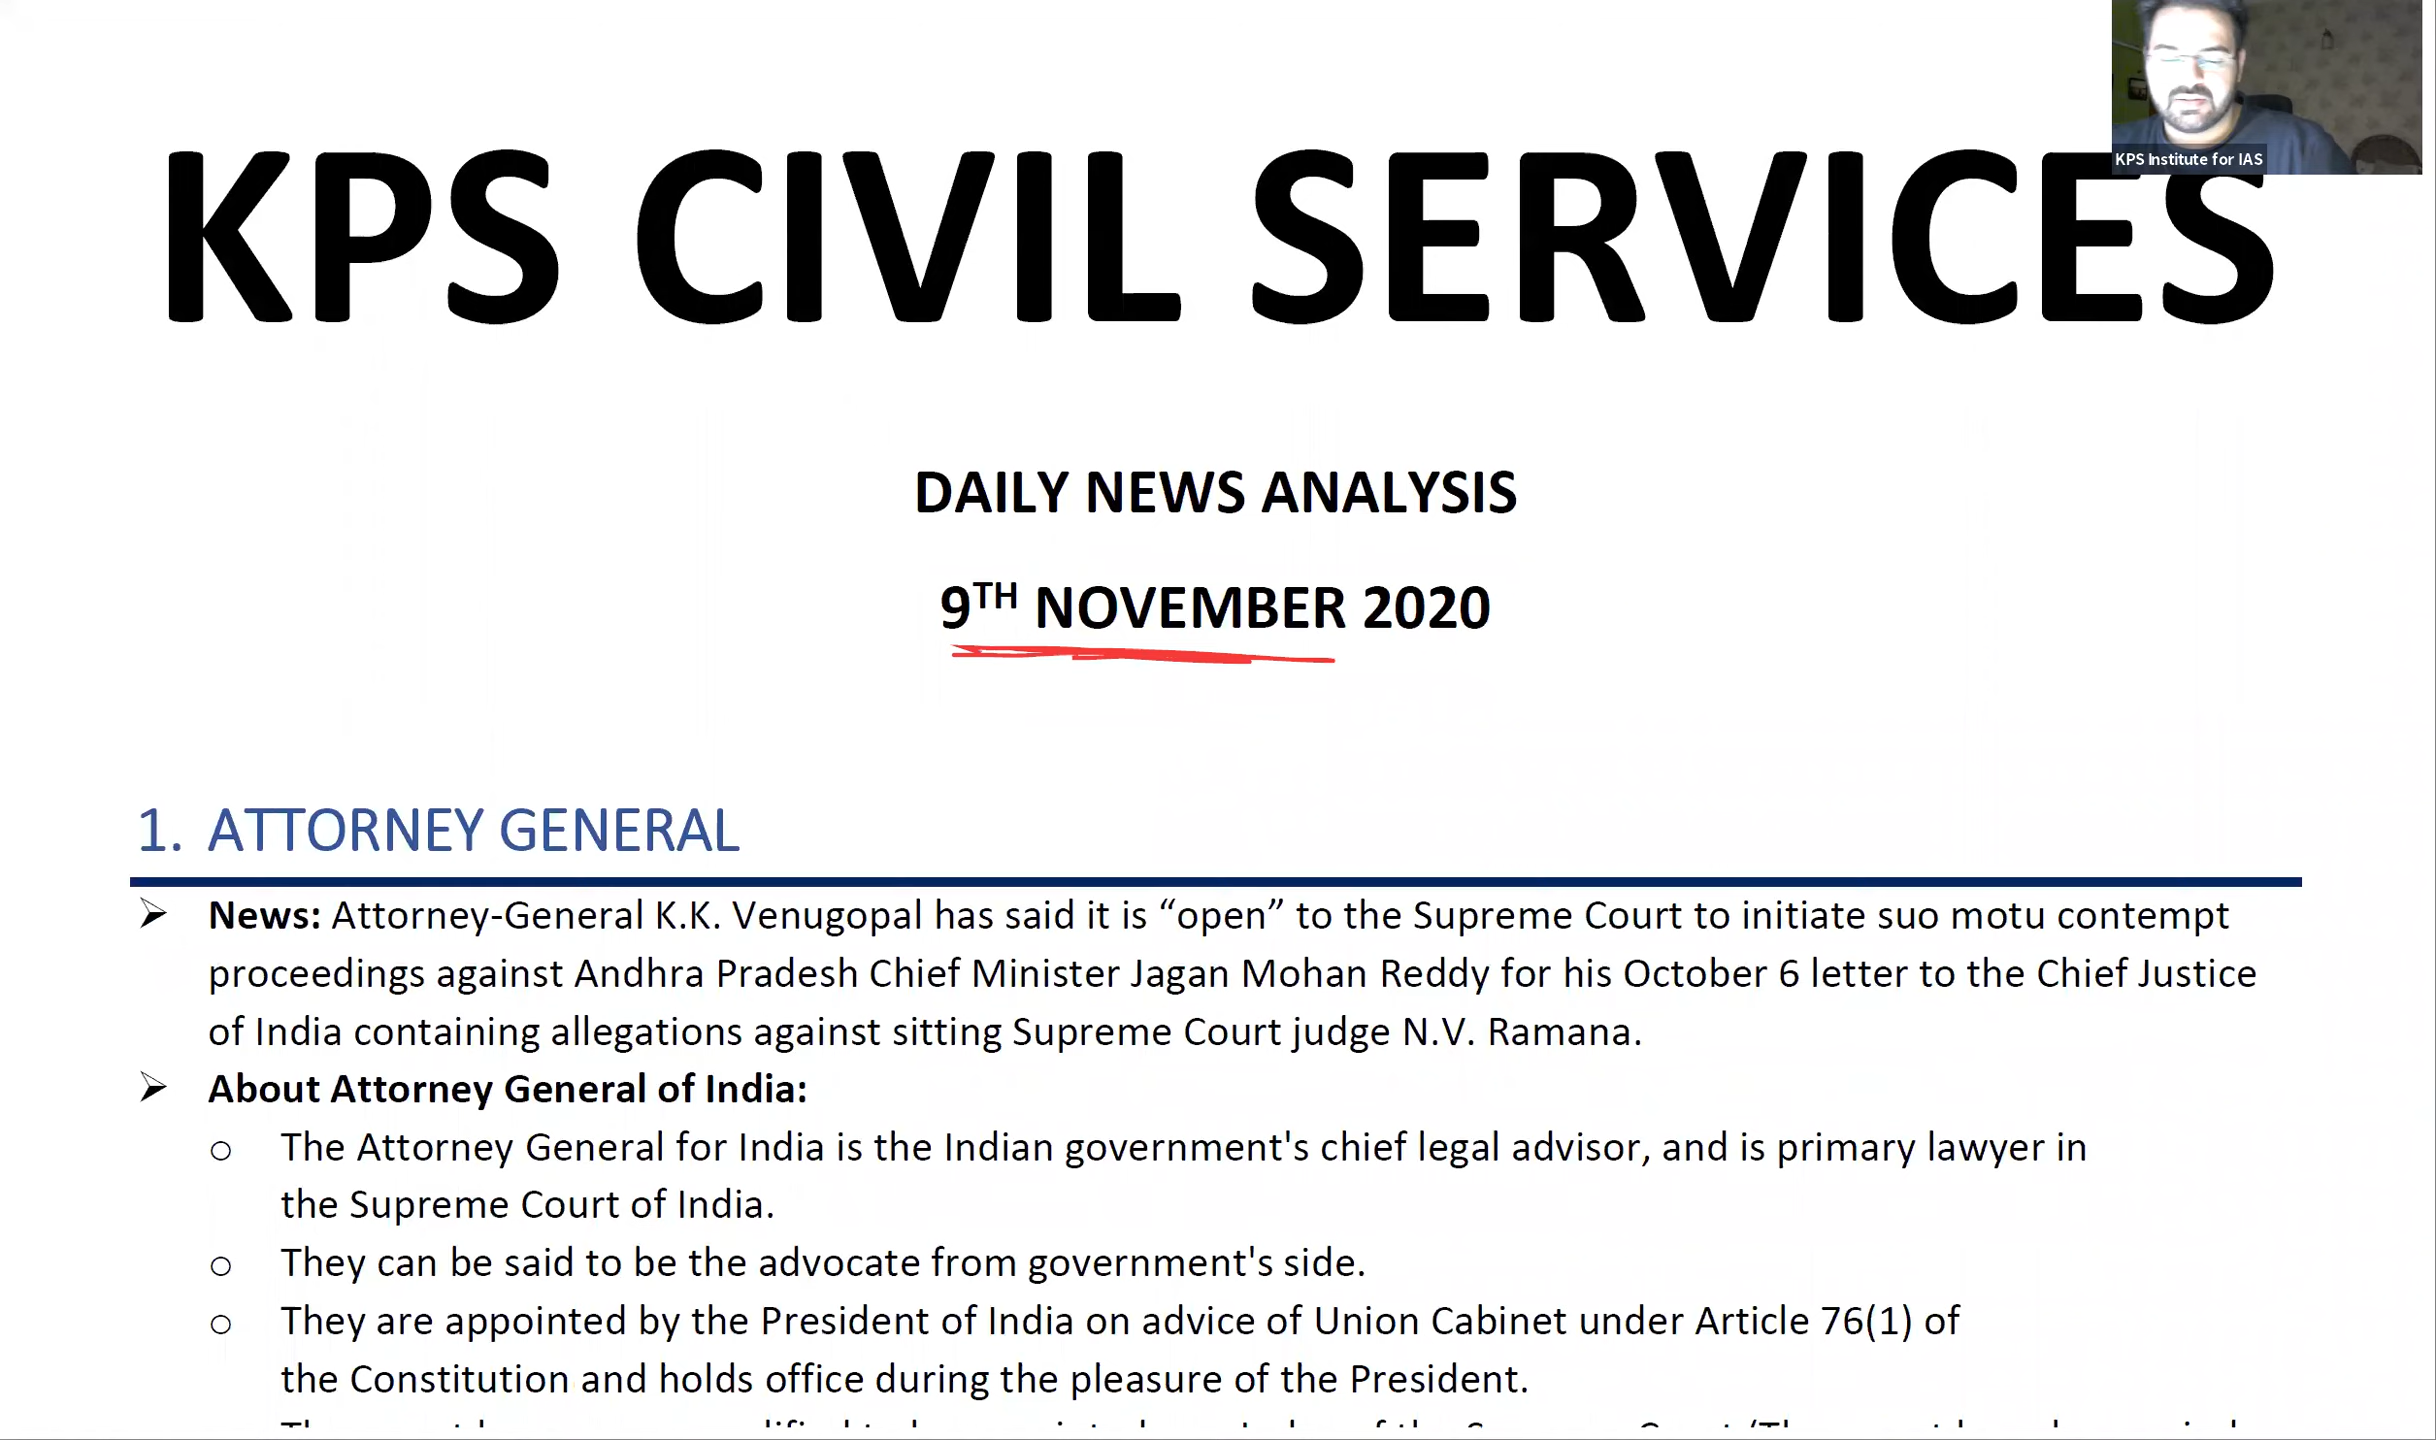 KPS Institute for IAS
KPS CIVIL SERVICES
DAILY NEWS ANALYSIS
9TH NOVEMBER 2020
1. ATTORNEY GENERAL
➢ News: Attorney-General K.K. Venugopal has said it is “open” to the Supreme Court to initiate suo motu contempt
proceedings against Andhra Pradesh Chief Minister Jagan Mohan Reddy for his October 6 letter to the Chief Justice
of India containing allegations against sitting Supreme Court judge N.V. Ramana.
➢ About Attorney General of India:
o The Attorney General for India is the Indian government's chief legal advisor, and is primary lawyer in
the Supreme Court of India.
o They can be said to be the advocate from government's side.
o They are appointed by the President of India on advice of Union Cabinet under Article 76(1) of
the Constitution and holds office during the pleasure of the President.